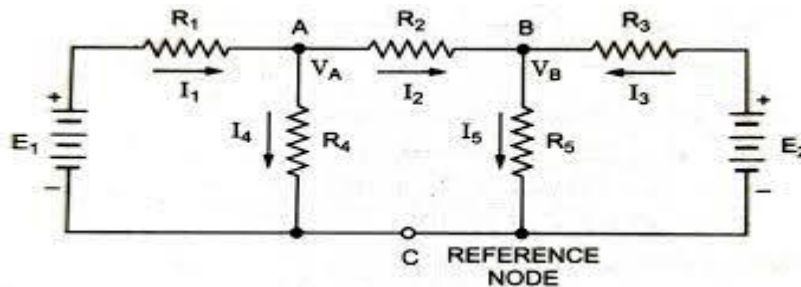 R1 A R2 B R3
+ I1 VA I2 VB I3 +
E1 I4 R4 I5 R5 E2
− −
C REFERENCE
NODE